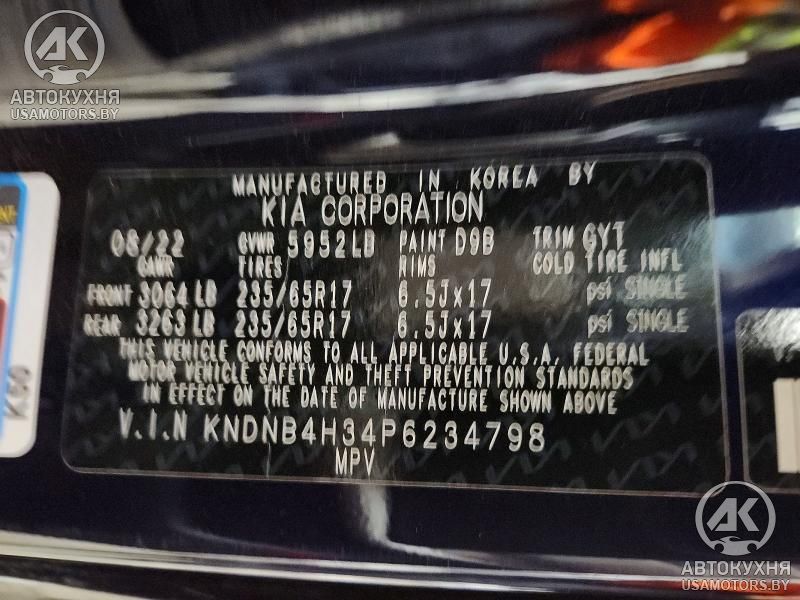 AK
АВТОКУХНЯ
USAMOTORS.BY
MANUFACTURED IN KOREA BY
KIA CORPORATION
08/22 GVWR 5952LB PAINT D9B TRIM GYT
GAWR TIRES RIMS COLD TIRE INFL
FRONT 3064 LB 235/65R17 6.5Jx17 psi SINGLE
REAR 3263 LB 235/65R17 6.5Jx17 psi SINGLE
THIS VEHICLE CONFORMS TO ALL APPLICABLE U.S.A. FEDERAL
MOTOR VEHICLE SAFETY AND THEFT PREVENTION STANDARDS
IN EFFECT ON THE DATE OF MANUFACTURE SHOWN ABOVE
V.I.N KNDNB4H34P6234798
MPV
AK
АВТОКУХНЯ
USAMOTORS.BY